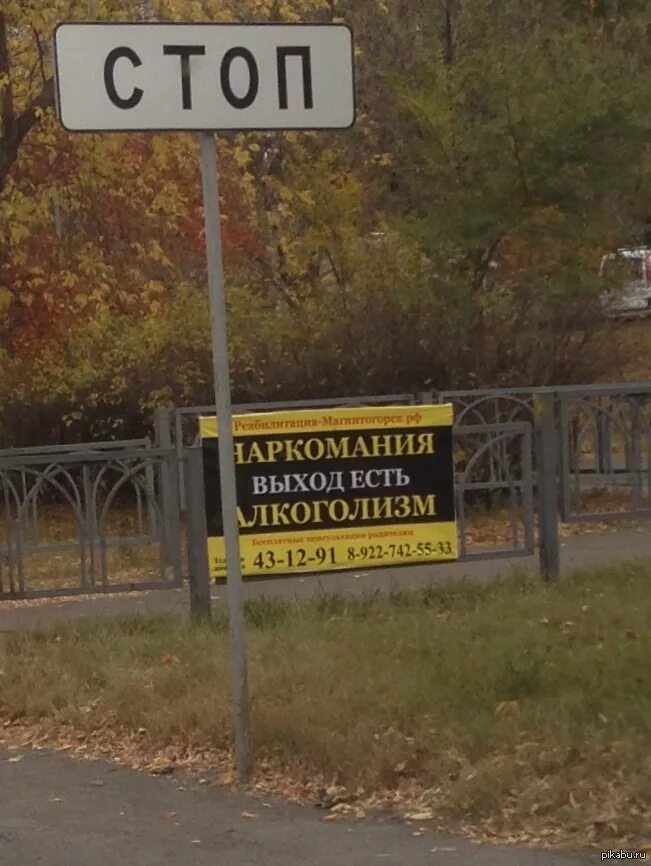 СТОП
Реабилитация-Магнитогорск.рф
НАРКОМАНИЯ
ВЫХОД ЕСТЬ
АЛКОГОЛИЗМ
Бесплатные консультации родителям
43-12-91 8-922-742-55-33
pikabu.ru